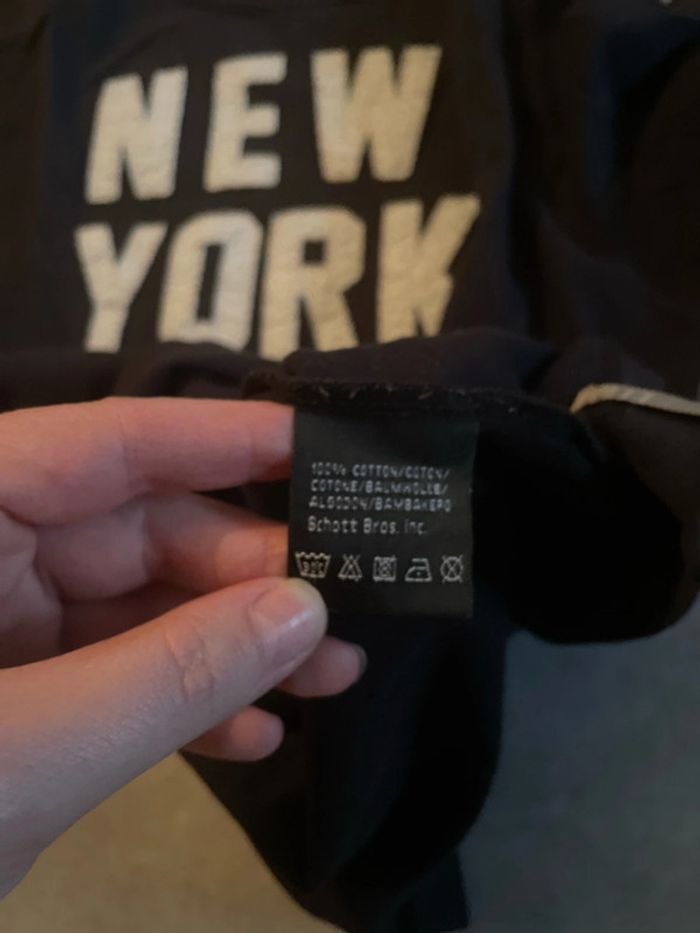 NEW
YORK
100% COTTON/COTON/
COTONE/BAUMWOLLE/
ALGODON/BAMBAKERO
Schott Bros. Inc.